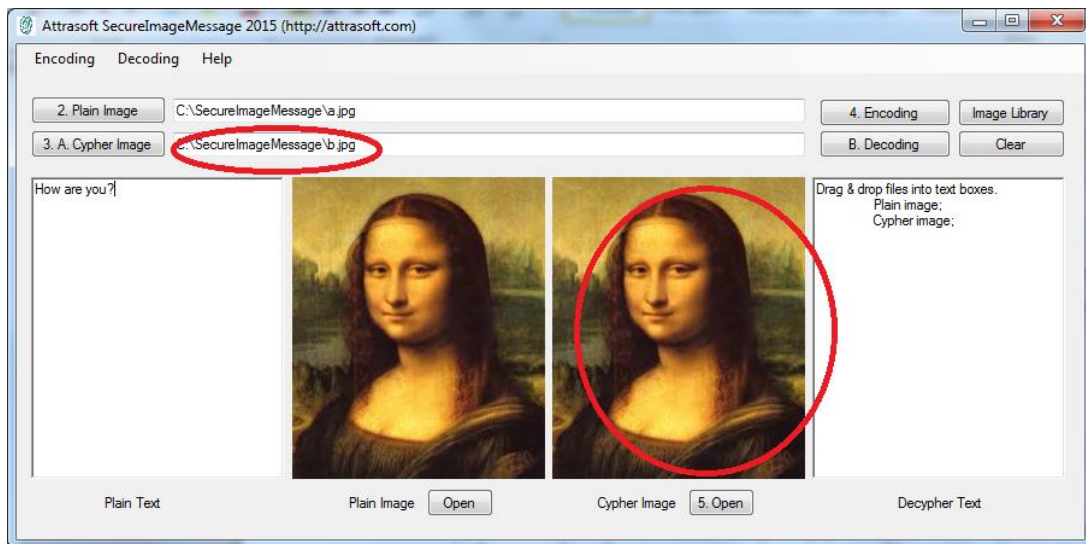 Attrasoft SecureImageMessage 2015 (http://attrasoft.com)
Encoding Decoding Help
2. Plain Image C:\SecureImageMessage\a.jpg 4. Encoding Image Library
3. A. Cypher Image C:\SecureImageMessage\b.jpg B. Decoding Clear
How are you?
Drag & drop files into text boxes.
Plain image;
Cypher image;
Plain Text Plain Image Open Cypher Image 5. Open Decypher Text